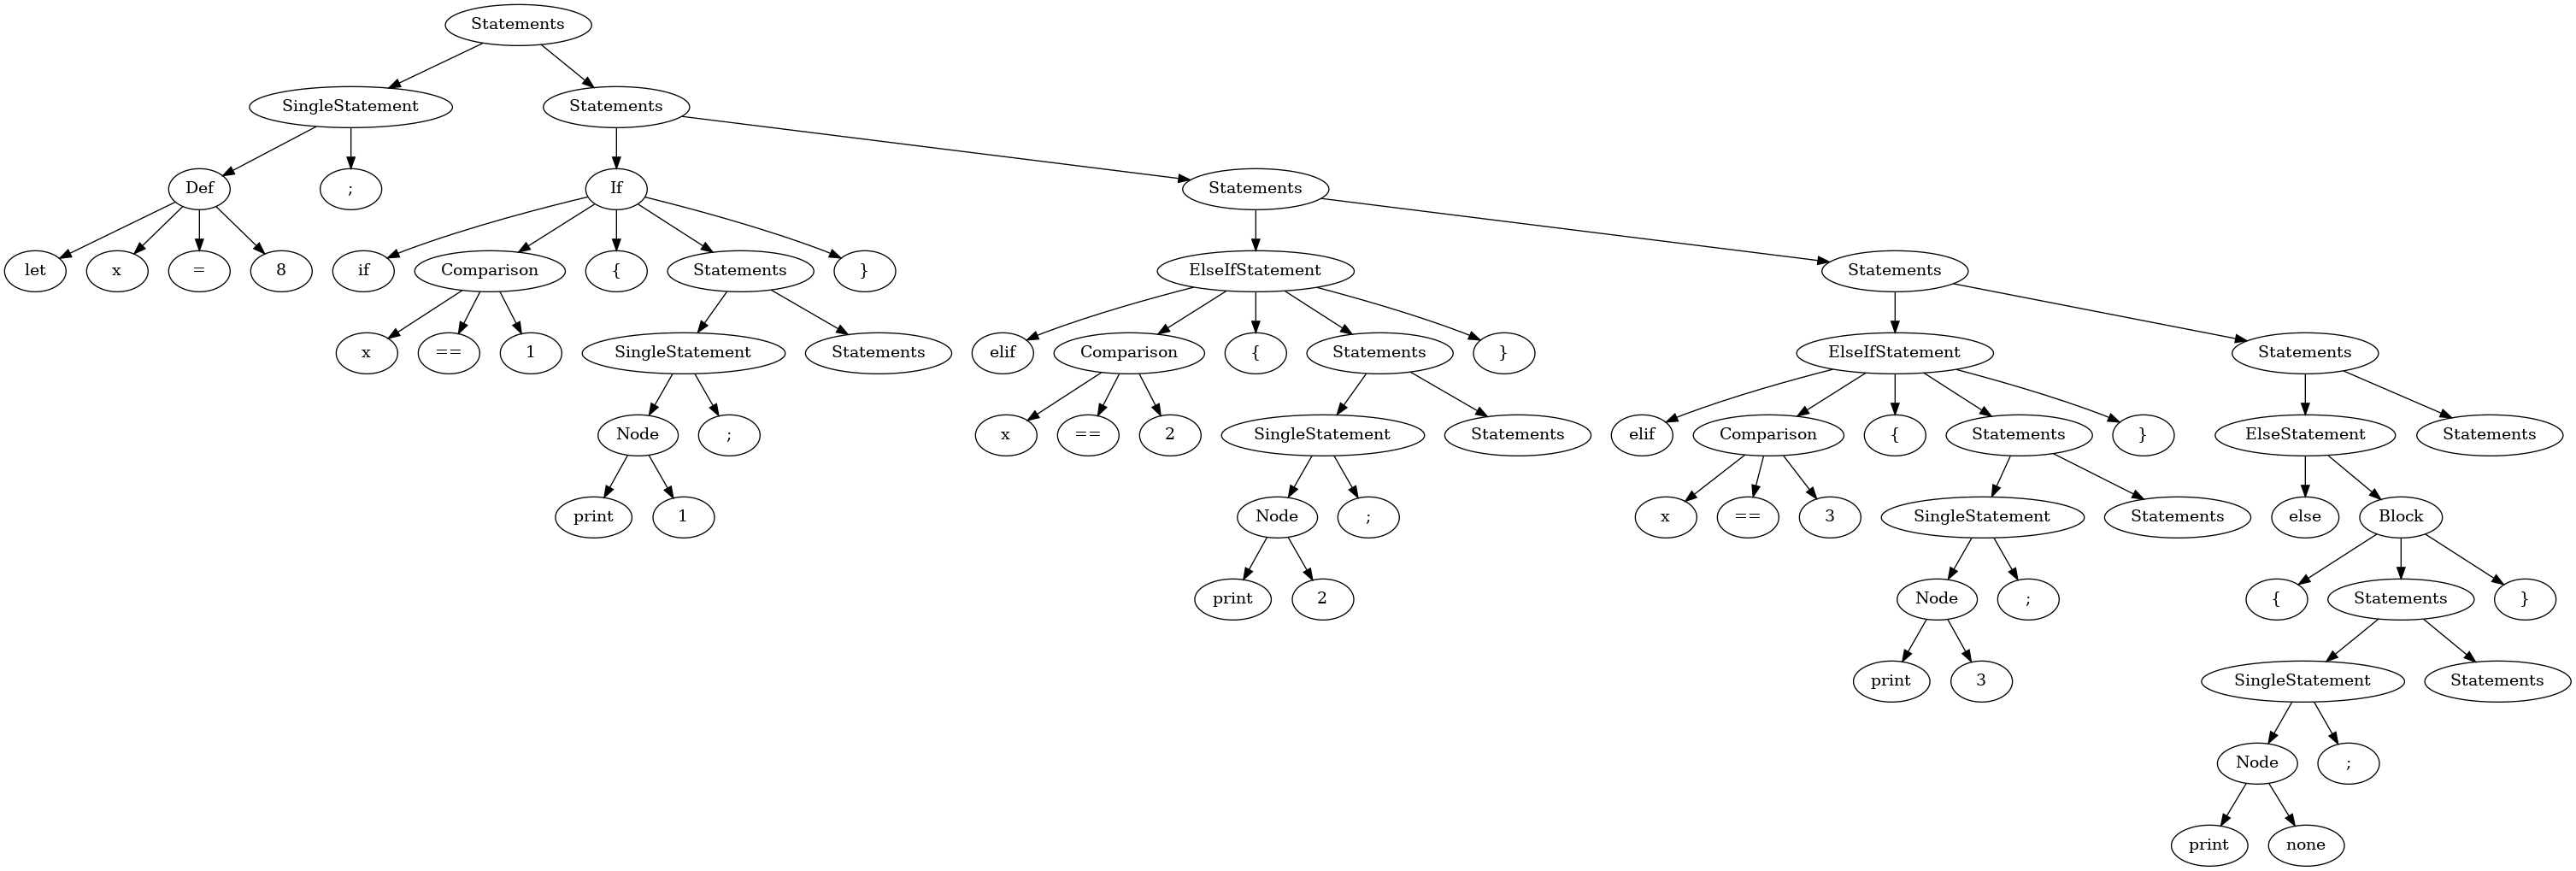 Statements
SingleStatement Statements
Def ; If Statements
let x = 8 if Comparison { Statements } ElseIfStatement Statements
x == 1 SingleStatement Statements elif Comparison { Statements } ElseIfStatement Statements
Node ; x == 2 SingleStatement Statements elif Comparison { Statements } ElseStatement Statements
print 1 Node ; x == 3 SingleStatement Statements else Block
print 2 Node ; { Statements }
print 3 SingleStatement Statements
Node ;
print none